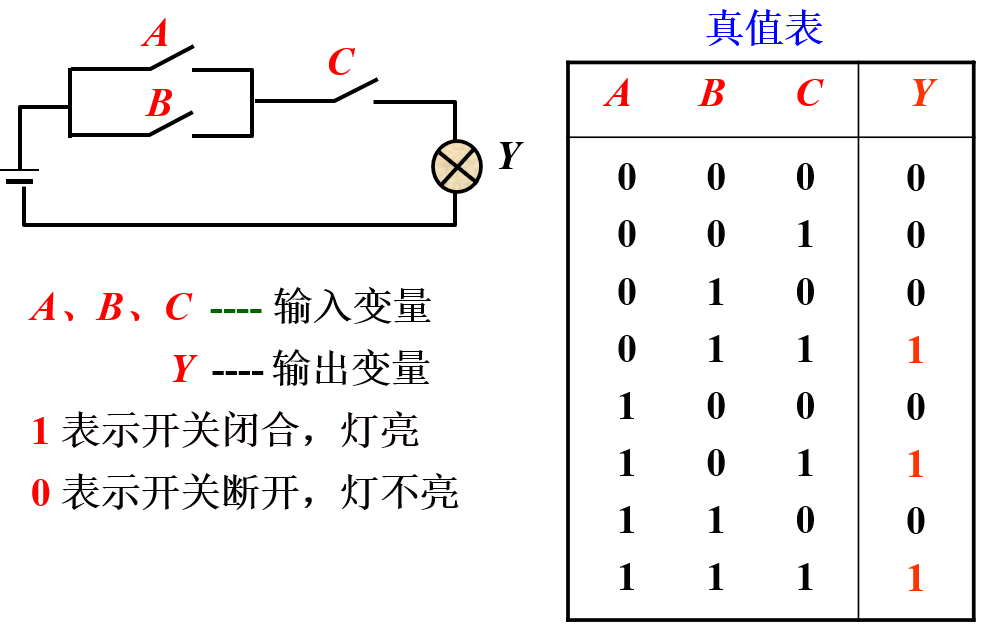 A
B
C
Y
A、B、C ---- 输入变量
Y ---- 输出变量
1 表示开关闭合，灯亮
0 表示开关断开，灯不亮
真值表
A B C Y
0 0 0 0
0 0 1 0
0 1 0 0
0 1 1 1
1 0 0 0
1 0 1 1
1 1 0 0
1 1 1 1